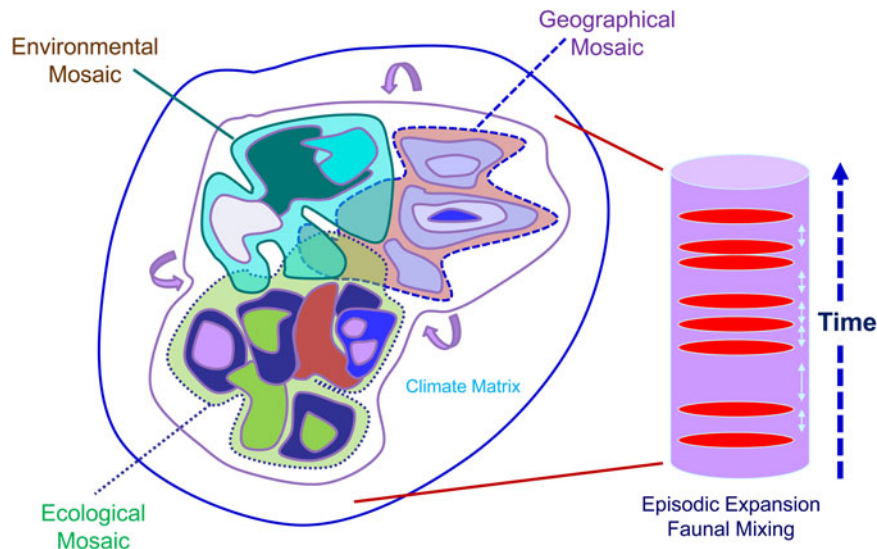 Environmental
Mosaic
Geographical
Mosaic
Time
Climate Matrix
Ecological
Mosaic
Episodic Expansion
Faunal Mixing